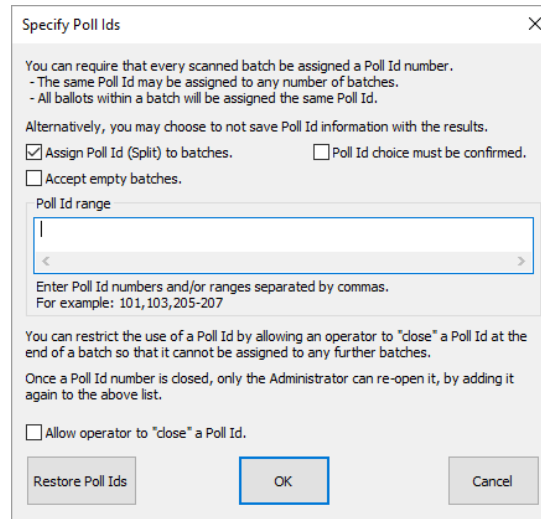 Specify Poll Ids
You can require that every scanned batch be assigned a Poll Id number.
- The same Poll Id may be assigned to any number of batches.
- All ballots within a batch will be assigned the same Poll Id.
Alternatively, you may choose to not save Poll Id information with the results.
Assign Poll Id (Split) to batches.
Poll Id choice must be confirmed.
Accept empty batches.
Poll Id range
Enter Poll Id numbers and/or ranges separated by commas.
For example: 101,103,205-207
You can restrict the use of a Poll Id by allowing an operator to "close" a Poll Id at the
end of a batch so that it cannot be assigned to any further batches.
Once a Poll Id number is closed, only the Administrator can re-open it, by adding it
again to the above list.
Allow operator to "close" a Poll Id.
Restore Poll Ids
OK
Cancel